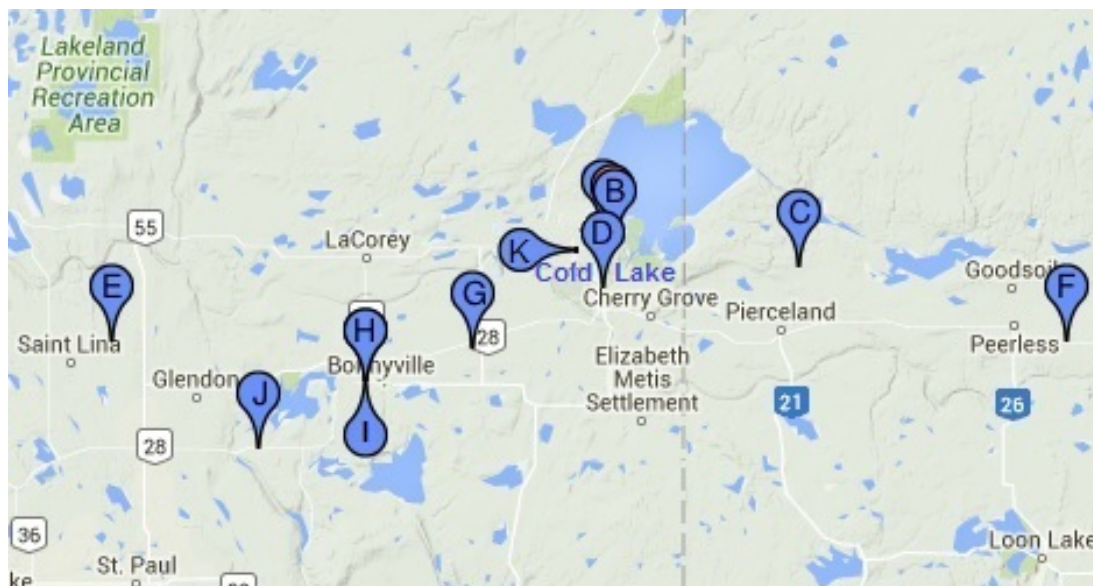 Lakeland
Provincial
Recreation
Area
B
C
55
LaCorey
D
K
Cold Lake
Goodsoil
E
G
F
Cherry Grove
H
Pierceland
28
Saint Lina
Peerless
Bonnyville
Elizabeth
Metis
Settlement
Glendon
J
21
26
I
28
36
Loon Lake
St. Paul